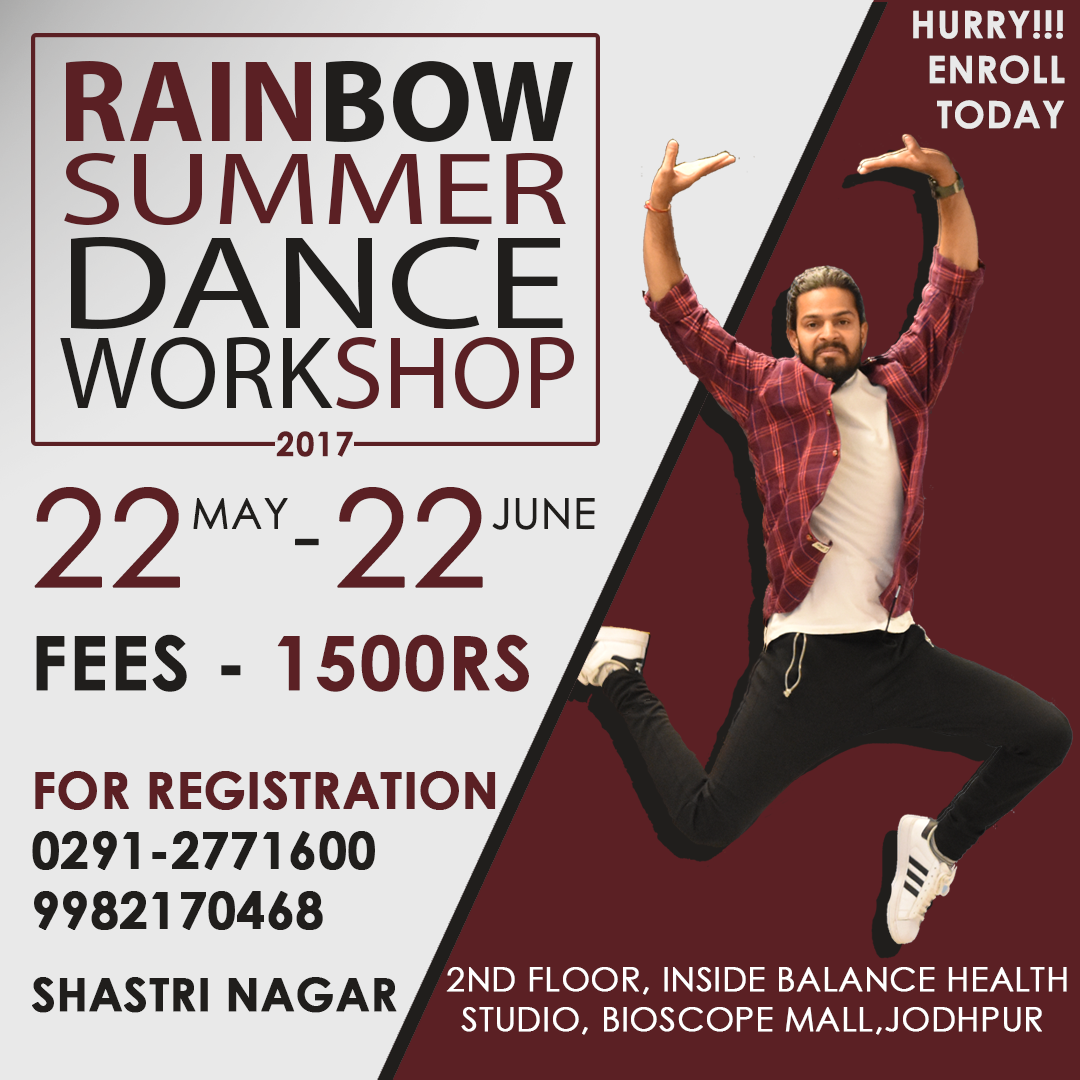 RAINBOW
SUMMER
DANCE
WORKSHOP
2017
22 MAY - 22 JUNE
FEES - 1500RS
FOR REGISTRATION
0291-2771600
9982170468
SHASTRI NAGAR
HURRY!!!
ENROLL
TODAY
2ND FLOOR, INSIDE BALANCE HEALTH
STUDIO, BIOSCOPE MALL,JODHPUR